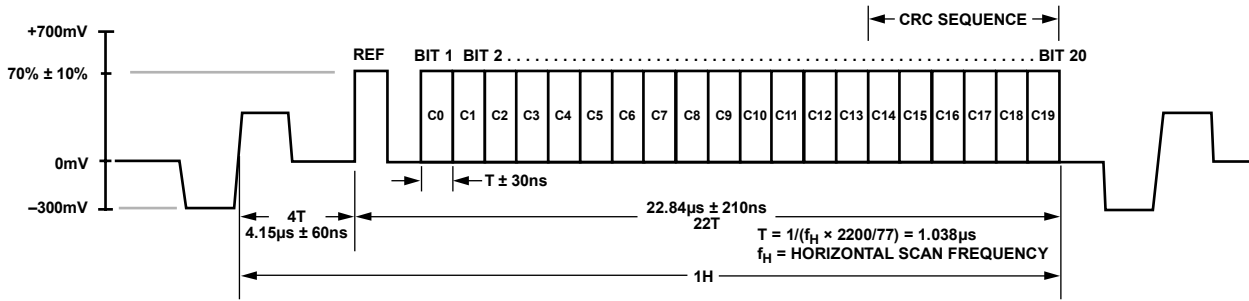 CRC SEQUENCE
+700mV
REF
BIT 1 BIT 2 . . . . . . . . . . . . . . . . . . . . . . . . . . . . . . . . . . . . . . . . . . . . . . . . . . . . . . . . . . . . . . . . BIT 20
70% ± 10%
C0 C1 C2 C3 C4 C5 C6 C7 C8 C9 C10 C11 C12 C13 C14 C15 C16 C17 C18 C19
0mV
T ± 30ns
–300mV
4T
4.15µs ± 60ns
22.84µs ± 210ns
22T
T = 1/(fH × 2200/77) = 1.038µs
fH = HORIZONTAL SCAN FREQUENCY
1H